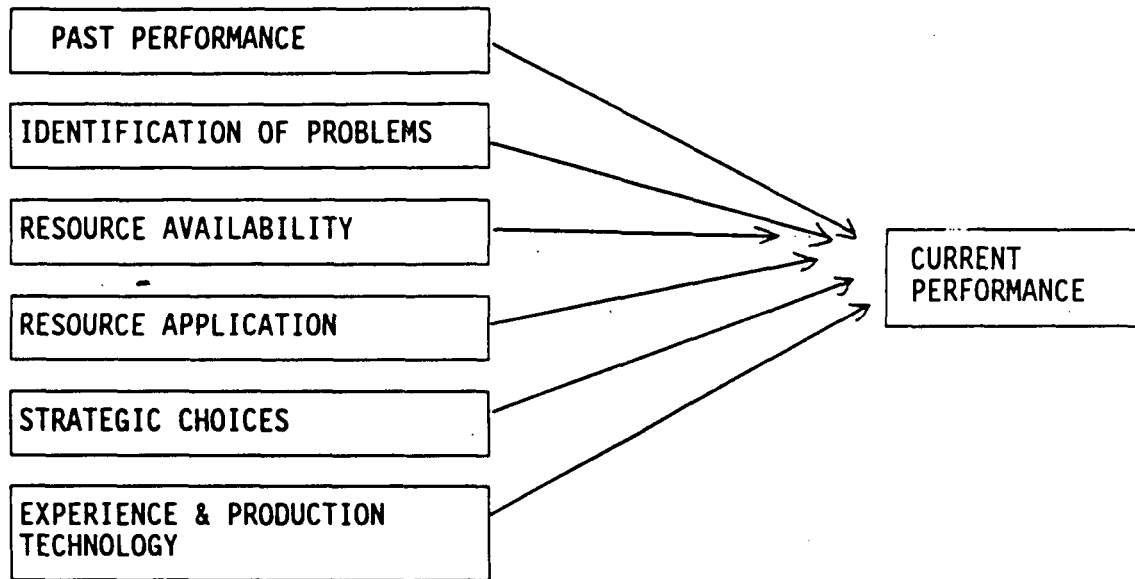 PAST PERFORMANCE
IDENTIFICATION OF PROBLEMS
RESOURCE AVAILABILITY
RESOURCE APPLICATION
STRATEGIC CHOICES
EXPERIENCE & PRODUCTION
TECHNOLOGY
CURRENT
PERFORMANCE